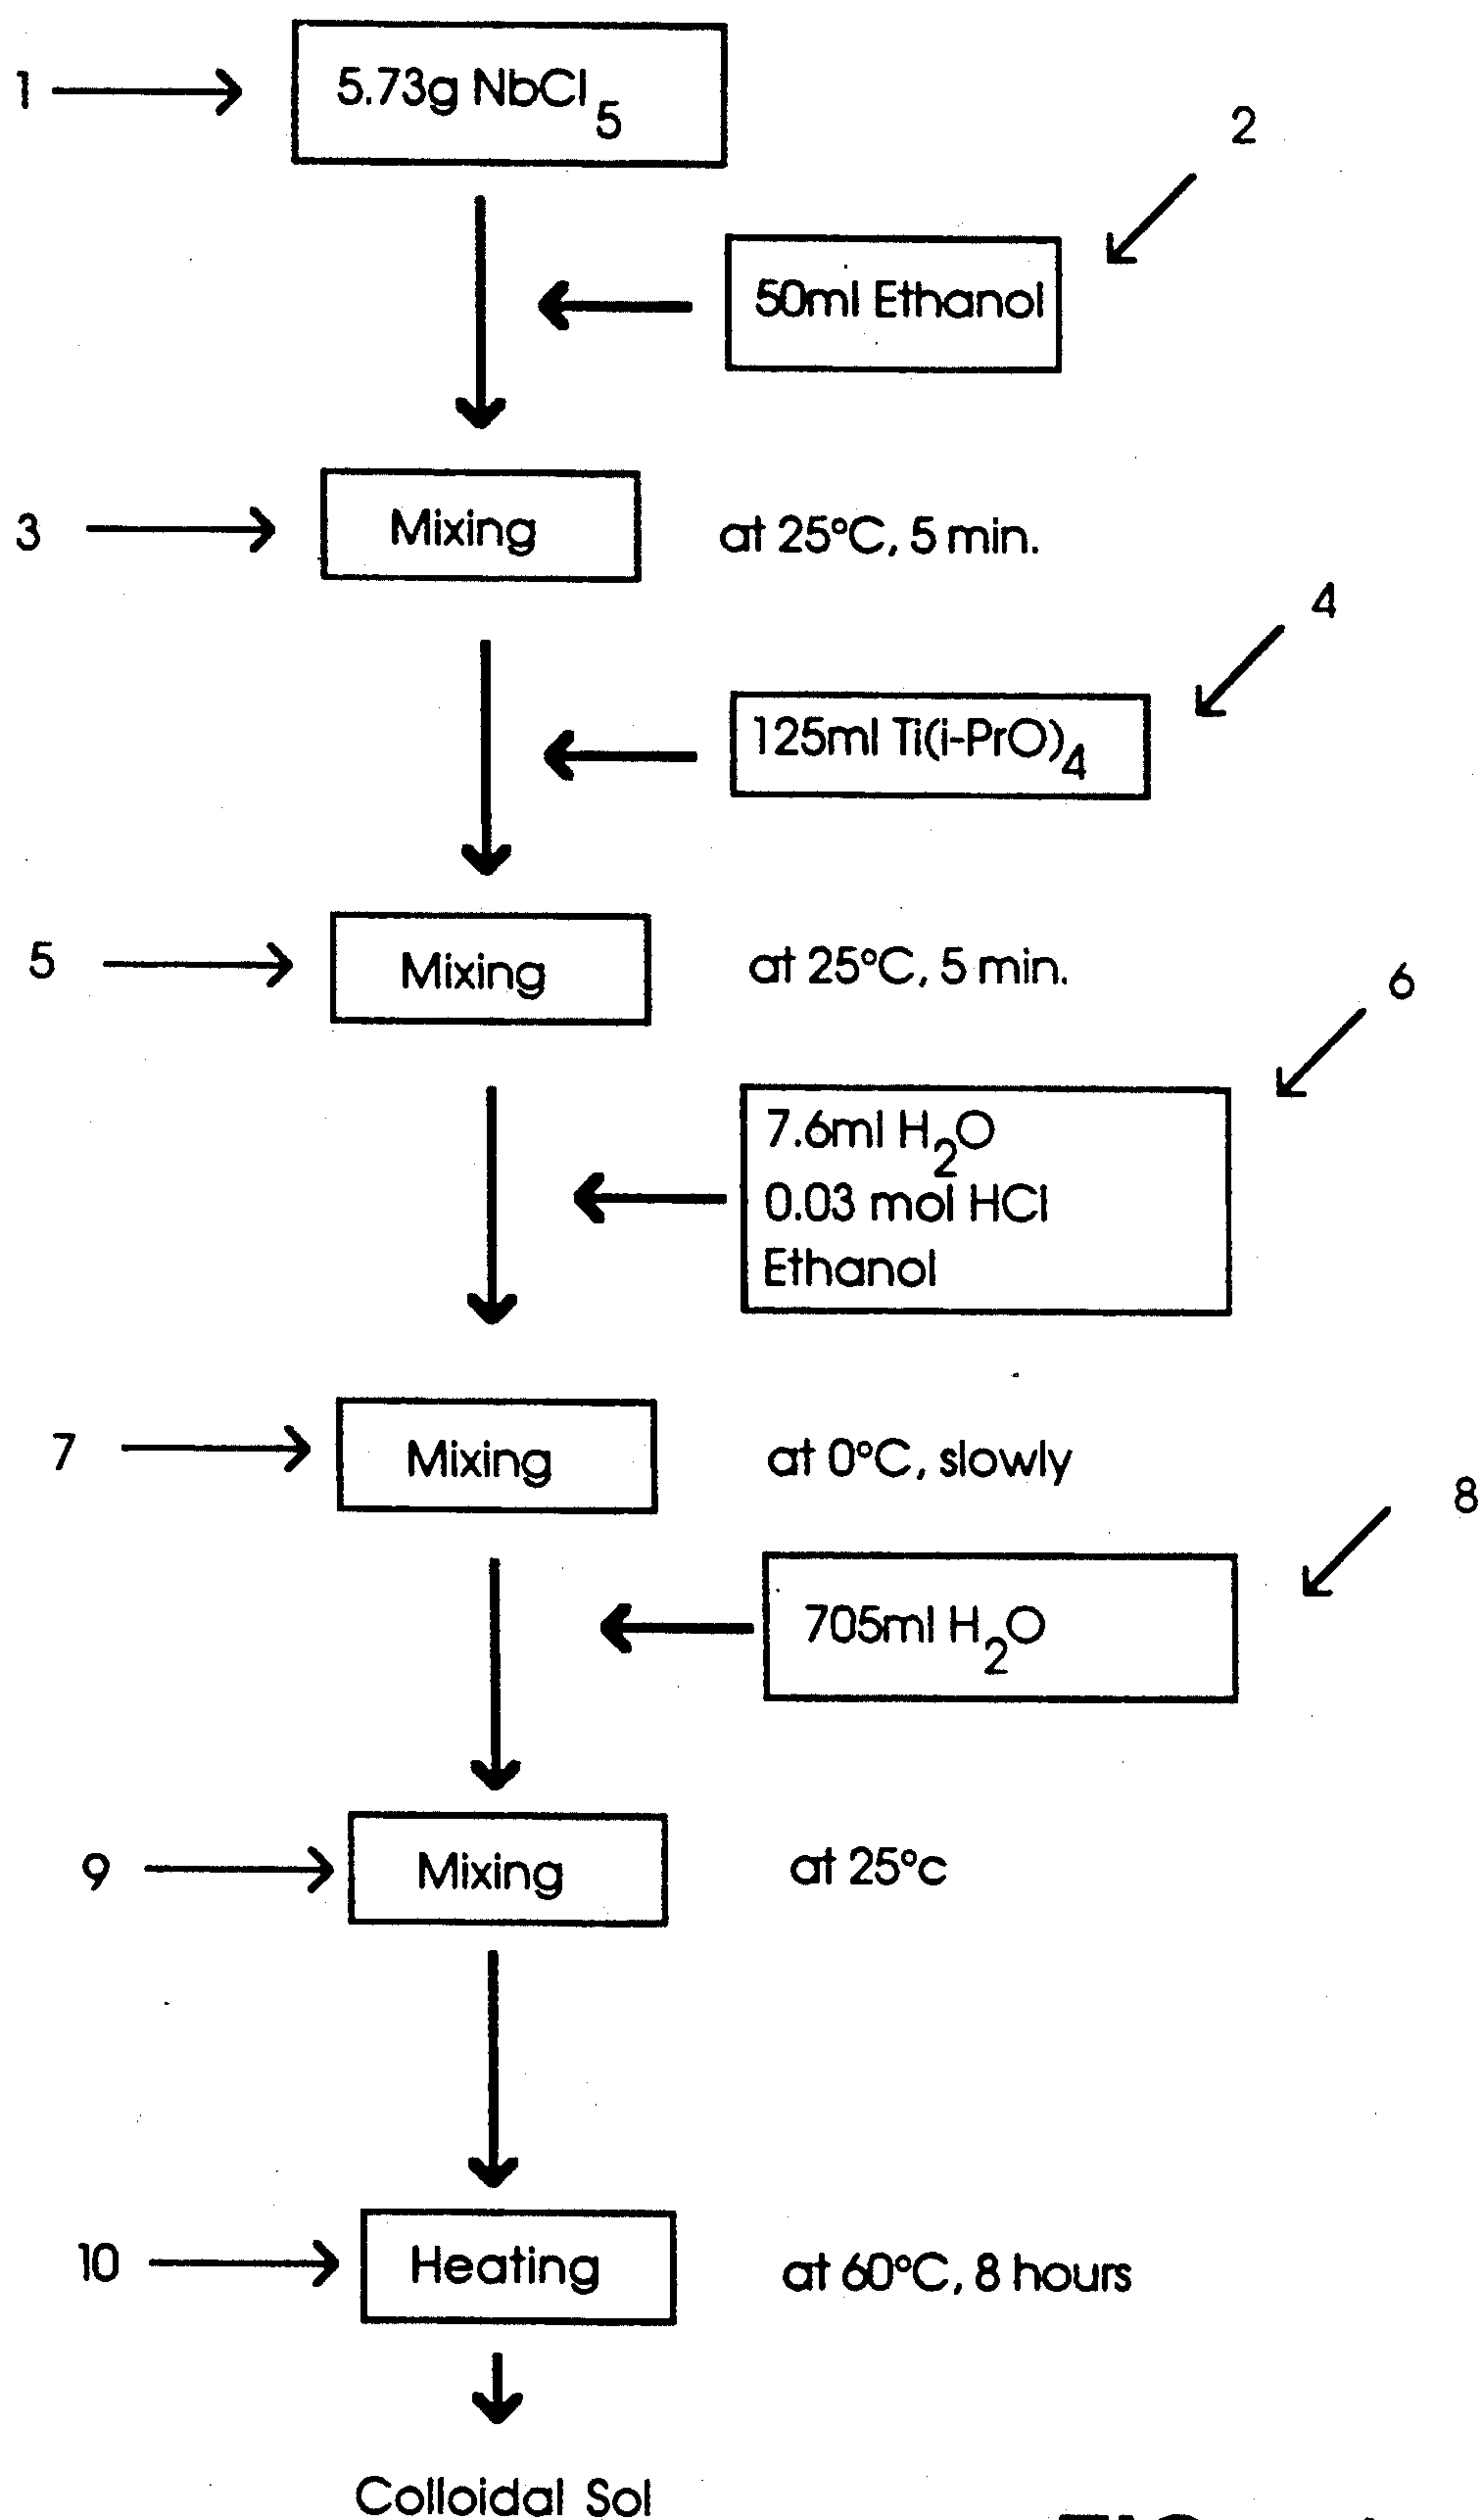 1
5.73g NbCl5
2
50ml Ethanol
3
Mixing
at 25°C, 5 min.
4
125ml Ti(i-PrO)4
5
Mixing
at 25°C, 5 min.
6
7.6ml H2O
0.03 mol HCl
Ethanol
7
Mixing
at 0°C, slowly
8
705ml H2O
9
Mixing
at 25°c
10
Heating
at 60°C, 8 hours
Colloidal Sol